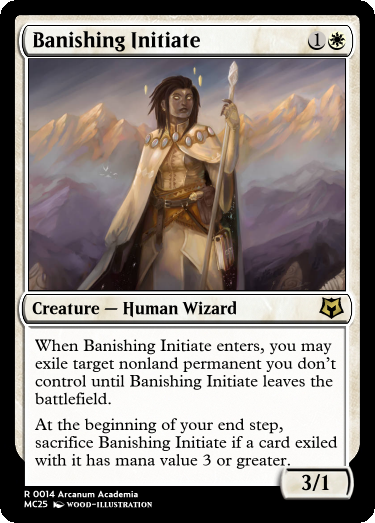 Banishing Initiate 1
Creature — Human Wizard
When Banishing Initiate enters, you may
exile target nonland permanent you don't
control until Banishing Initiate leaves the
battlefield.
At the beginning of your end step,
sacrifice Banishing Initiate if a card exiled
with it has mana value 3 or greater.
3/1
R 0014 Arcanum Academia
MC25 WOOD-ILLUSTRATION